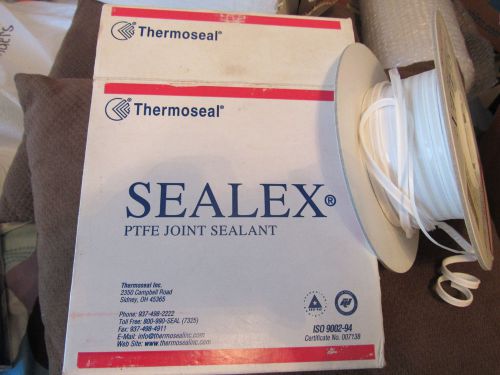 Thermoseal®
Thermoseal®
SEALEX®
PTFE JOINT SEALANT
Thermoseal Inc.
2350 Campbell Road
Sidney, OH 45365
Phone: 937-498-2222
Toll Free: 800-990-SEAL (7325)
Fax: 937-498-4911
E-Mail: info@thermosealinc.com
Web Site: www.thermosealinc.com
ISO 9002-94
Certificate No. 007138